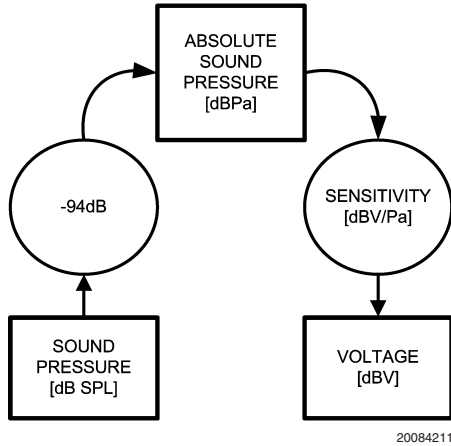 ABSOLUTE
SOUND
PRESSURE
[dBPa]
-94dB
SENSITIVITY
[dBV/Pa]
SOUND
PRESSURE
[dB SPL]
VOLTAGE
[dBV]
20084211